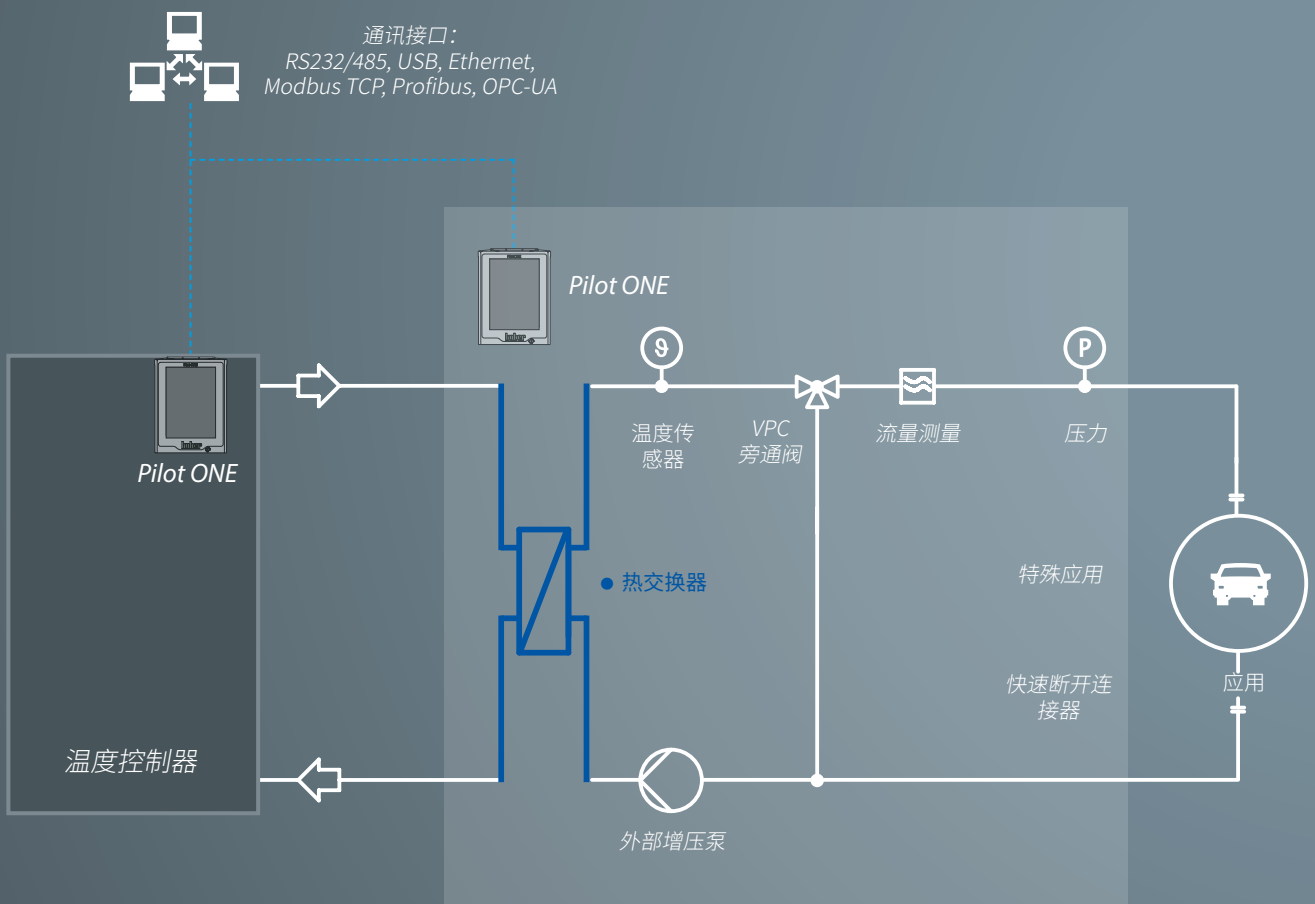 通讯接口：
RS232/485, USB, Ethernet,
Modbus TCP, Profibus, OPC-UA
Pilot ONE
huber
Pilot ONE
huber
温度控制器
ϑ
P
温度传
感器
VPC
旁通阀
流量测量
压力
热交换器
特殊应用
快速断开连
接器
应用
外部增压泵